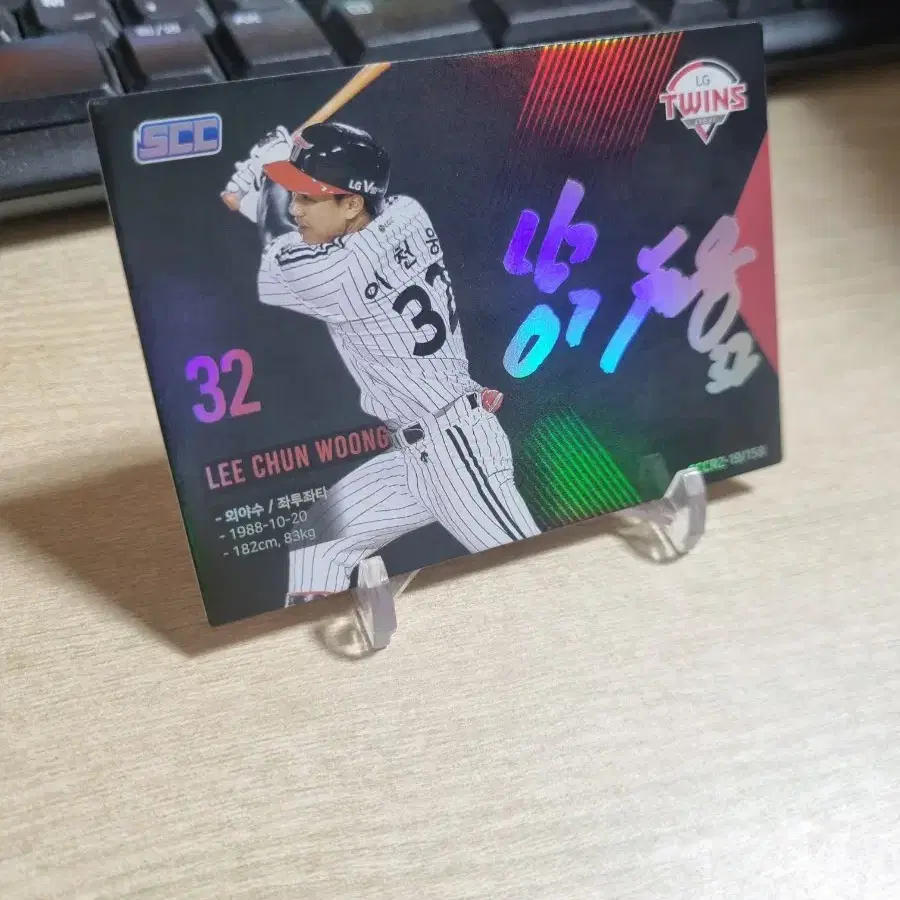 SCC
LG
TWINS
LG V
이천웅
32
32
LEE CHUN WOONG
- 외야수 / 좌투좌타
- 1988-10-20
- 182cm, 83kg